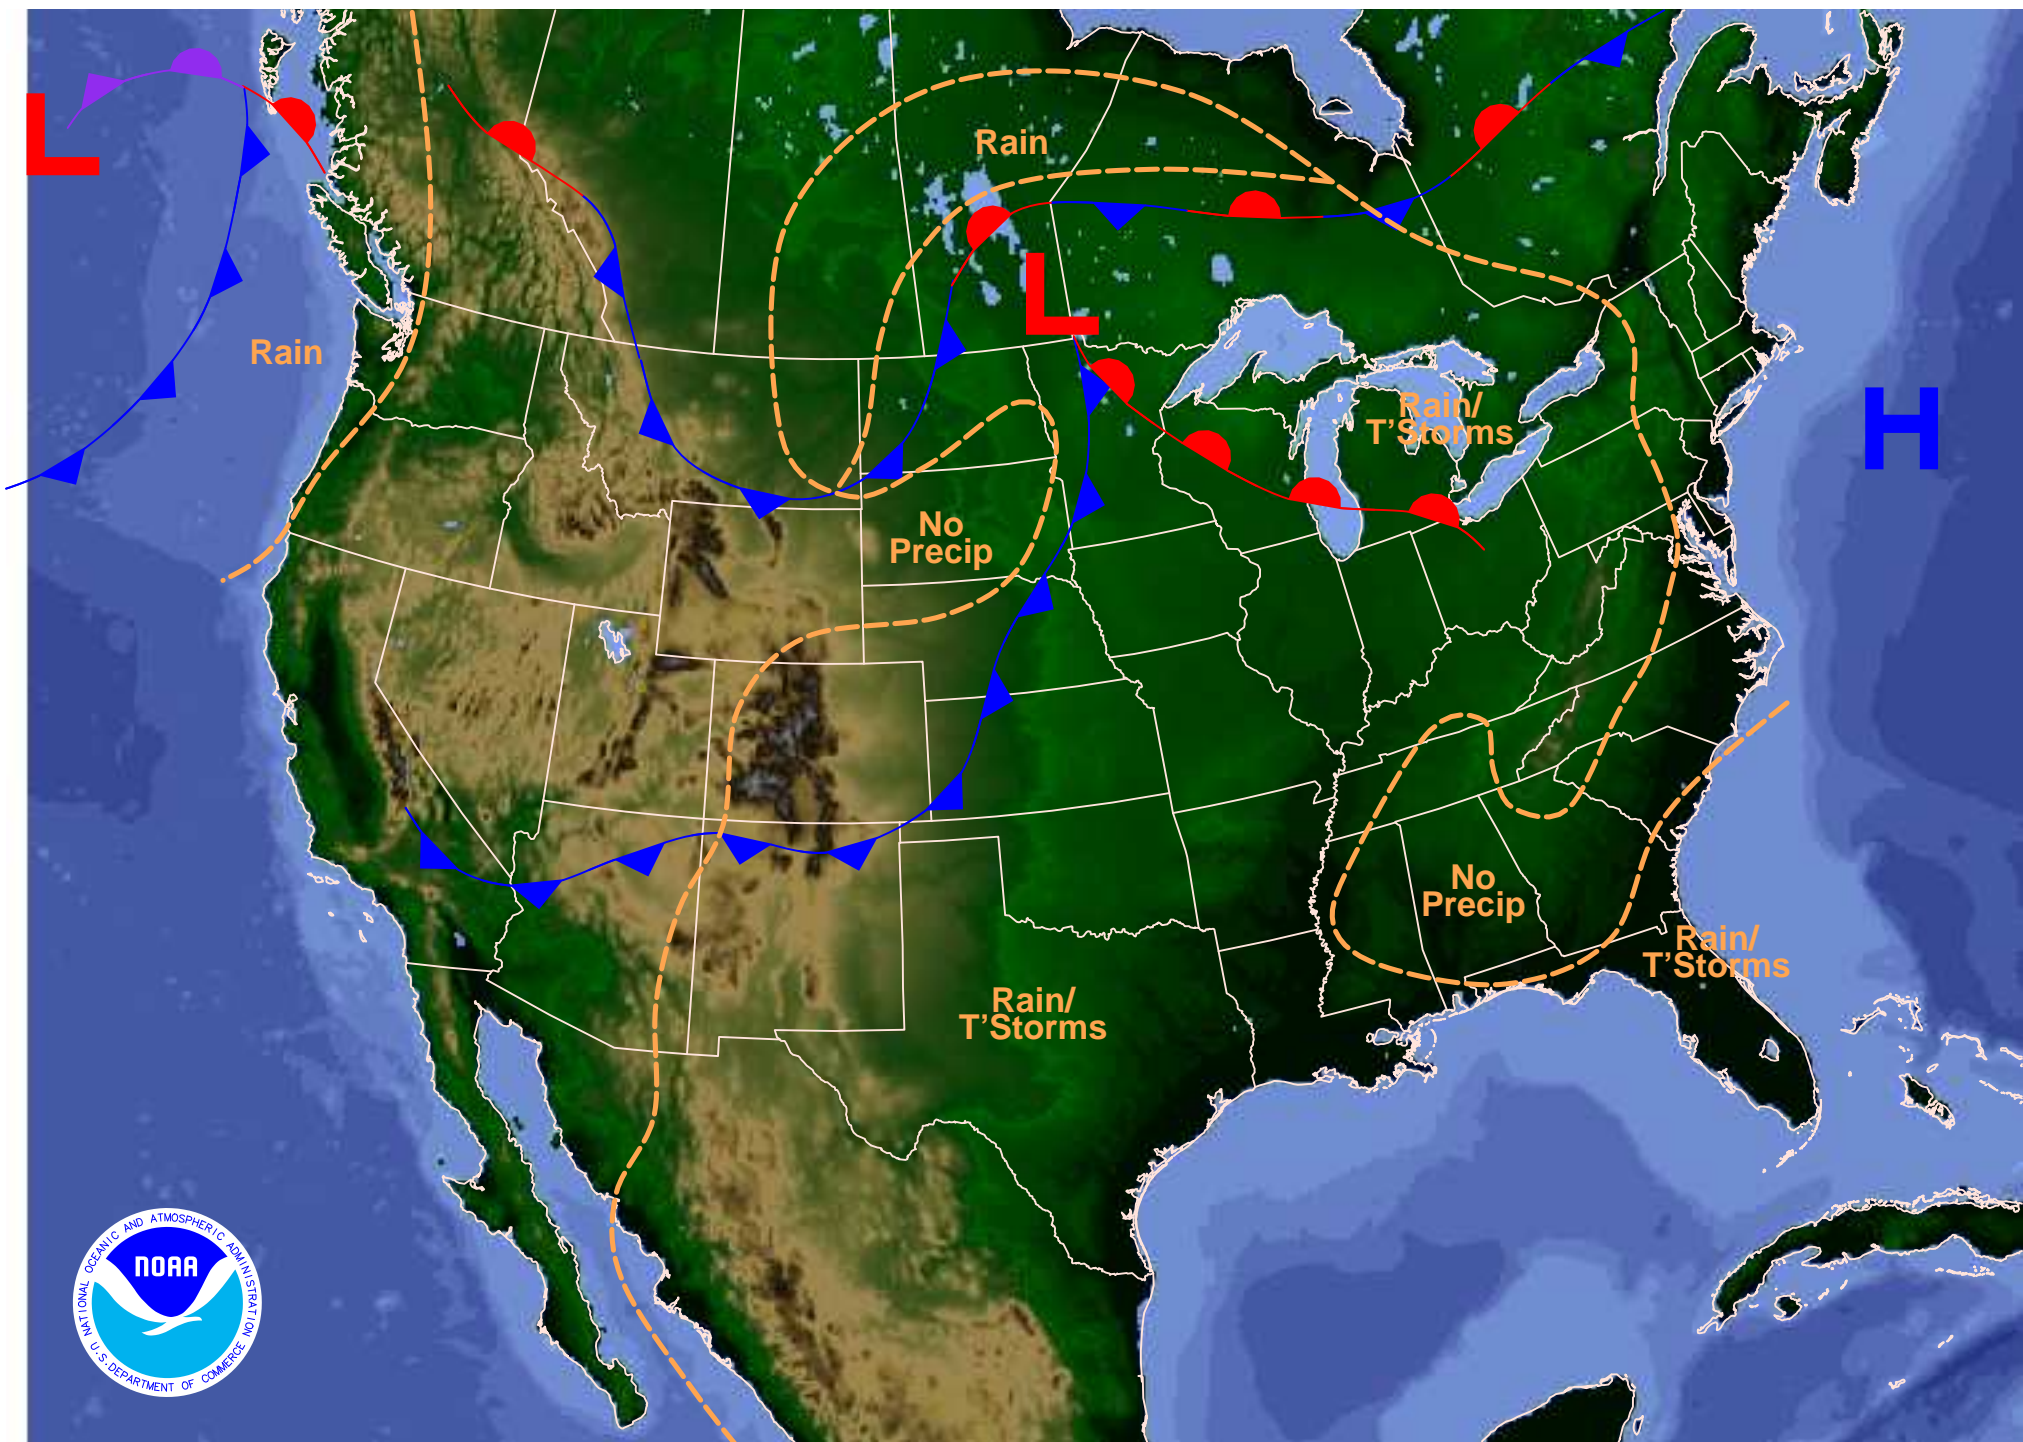 L
Rain
L
Rain
H
Rain/
T'Storms
No
Precip
No
Precip
Rain/
T'Storms
Rain/
T'Storms
NATIONAL OCEANIC AND ATMOSPHERIC ADMINISTRATION
NOAA
U.S. DEPARTMENT OF COMMERCE